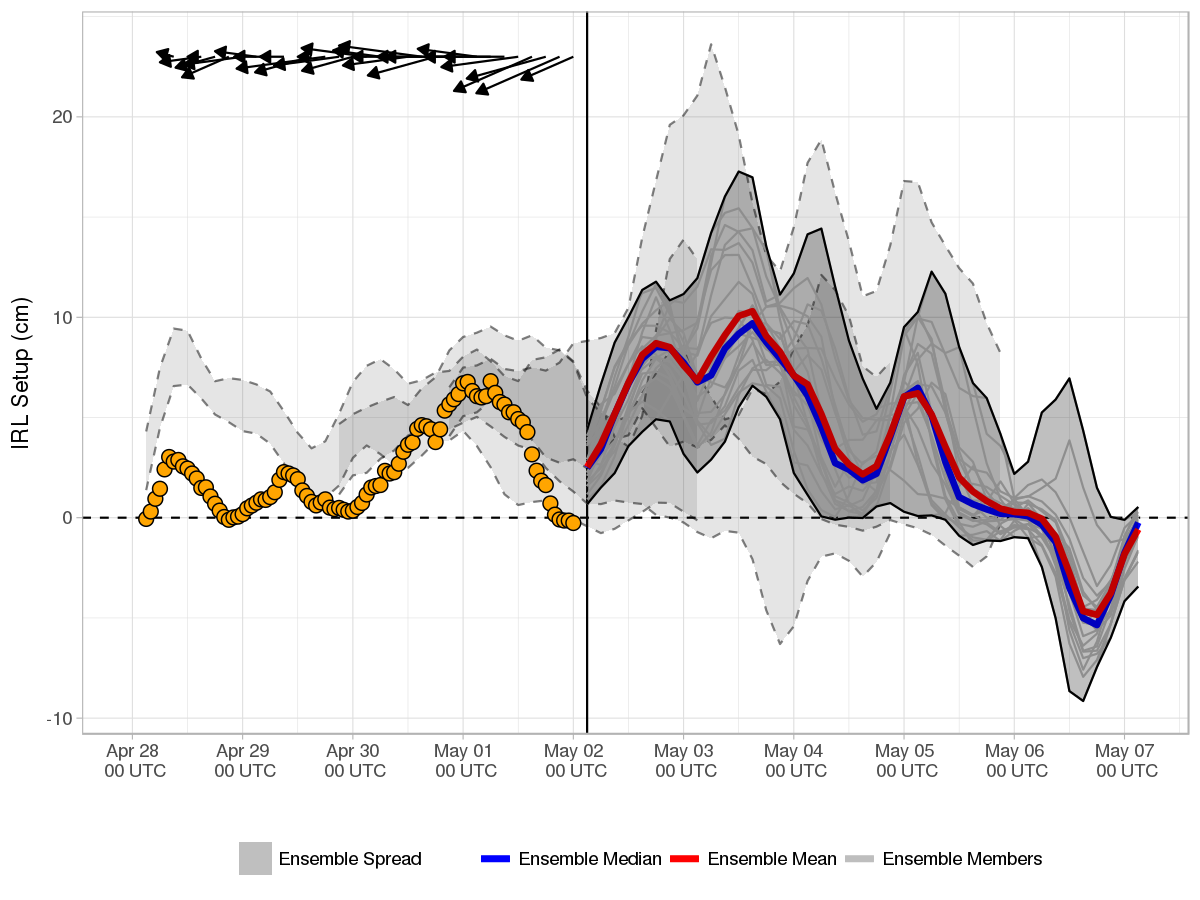 IRL Setup (cm)
20
10
0
-10
Apr 28 Apr 29 Apr 30 May 01 May 02 May 03 May 04 May 05 May 06 May 07
00 UTC 00 UTC 00 UTC 00 UTC 00 UTC 00 UTC 00 UTC 00 UTC 00 UTC 00 UTC
Ensemble Spread Ensemble Median Ensemble Mean Ensemble Members